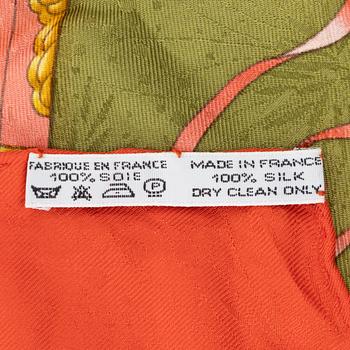 FABRIQUE EN FRANCE
100% SOIE
P
MADE IN FRANCE
100% SILK
DRY CLEAN ONLY